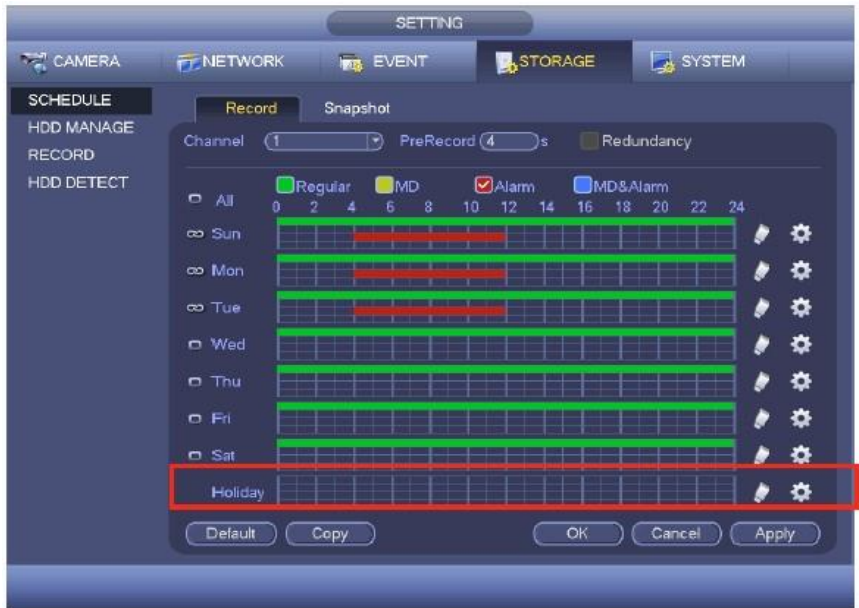 SETTING
CAMERA NETWORK EVENT STORAGE SYSTEM
SCHEDULE
HDD MANAGE
RECORD
HDD DETECT
Record Snapshot
Channel 1 PreRecord 4 s Redundancy
All Regular MD Alarm MD&Alarm
0 2 4 6 8 10 12 14 16 18 20 22 24
Sun
Mon
Tue
Wed
Thu
Fri
Sat
Holiday
Default Copy OK Cancel Apply